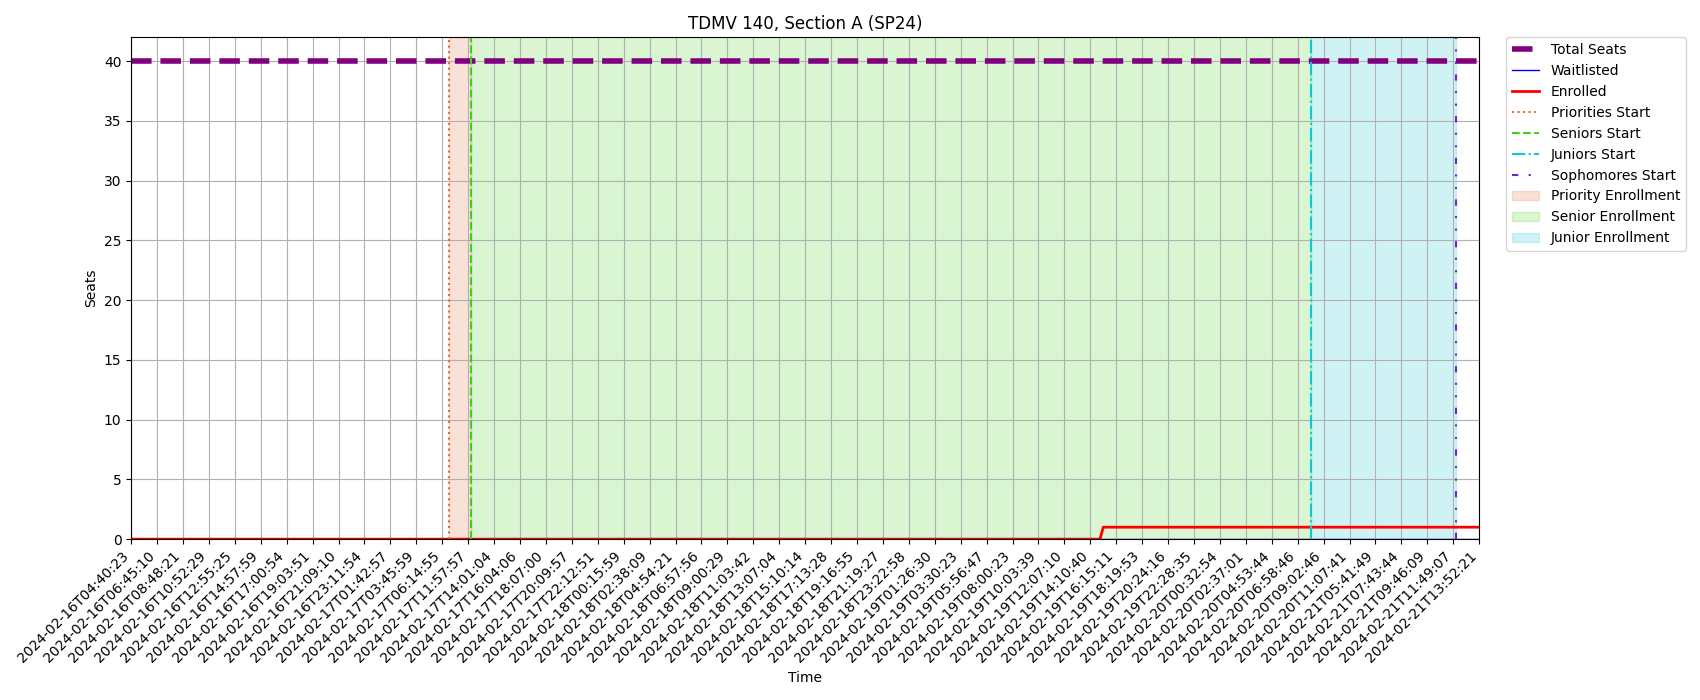 TDMV 140, Section A (SP24)
Total Seats
Waitlisted
Enrolled
Priorities Start
Seniors Start
Juniors Start
Sophomores Start
Priority Enrollment
Senior Enrollment
Junior Enrollment
Seats
40
35
30
25
20
15
10
5
0
2024-02-16T04:40:23
2024-02-16T06:45:10
2024-02-16T08:48:21
2024-02-16T10:52:29
2024-02-16T12:55:25
2024-02-16T14:57:59
2024-02-16T17:00:54
2024-02-16T19:03:51
2024-02-16T21:09:10
2024-02-16T23:11:54
2024-02-17T01:42:57
2024-02-17T03:45:59
2024-02-17T06:14:55
2024-02-17T11:57:57
2024-02-17T14:01:04
2024-02-17T16:04:06
2024-02-17T18:07:00
2024-02-17T20:09:57
2024-02-17T22:12:51
2024-02-18T00:15:59
2024-02-18T02:38:09
2024-02-18T04:54:21
2024-02-18T06:57:56
2024-02-18T09:00:29
2024-02-18T11:03:42
2024-02-18T13:07:04
2024-02-18T15:10:14
2024-02-18T17:13:28
2024-02-18T19:16:55
2024-02-18T21:19:27
2024-02-18T23:22:58
2024-02-19T01:26:30
2024-02-19T03:30:23
2024-02-19T05:56:47
2024-02-19T08:00:23
2024-02-19T10:03:39
2024-02-19T12:07:10
2024-02-19T14:10:40
2024-02-19T16:15:11
2024-02-19T18:19:53
2024-02-19T20:24:16
2024-02-19T22:28:35
2024-02-20T00:32:54
2024-02-20T02:37:01
2024-02-20T04:53:44
2024-02-20T06:58:46
2024-02-20T09:02:46
2024-02-20T11:07:41
2024-02-21T05:41:49
2024-02-21T07:43:44
2024-02-21T09:46:09
2024-02-21T11:49:07
2024-02-21T13:52:21
Time